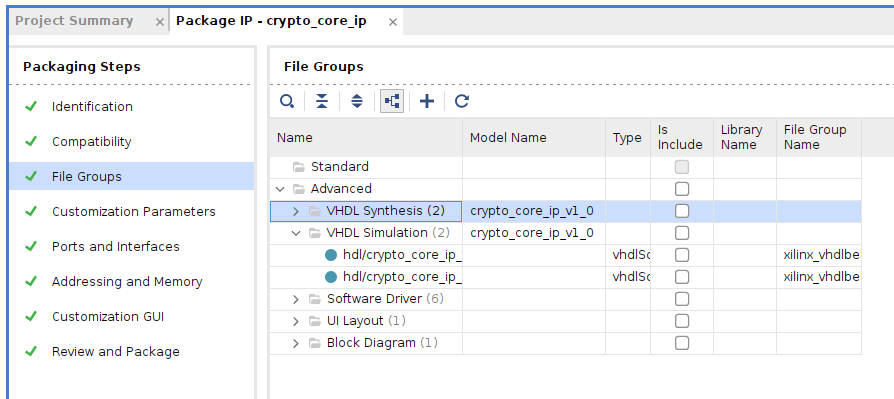 Project Summary × Package IP - crypto_core_ip ×
Packaging Steps
Identification
Compatibility
File Groups
Customization Parameters
Ports and Interfaces
Addressing and Memory
Customization GUI
Review and Package
File Groups
Name Model Name Type Is Include Library Name File Group Name
Standard
Advanced
VHDL Synthesis (2) crypto_core_ip_v1_0
VHDL Simulation (2) crypto_core_ip_v1_0
hdl/crypto_core_ip_ vhdlSc xilinx_vhdlbe
hdl/crypto_core_ip_ vhdlSc xilinx_vhdlbe
Software Driver (6)
UI Layout (1)
Block Diagram (1)